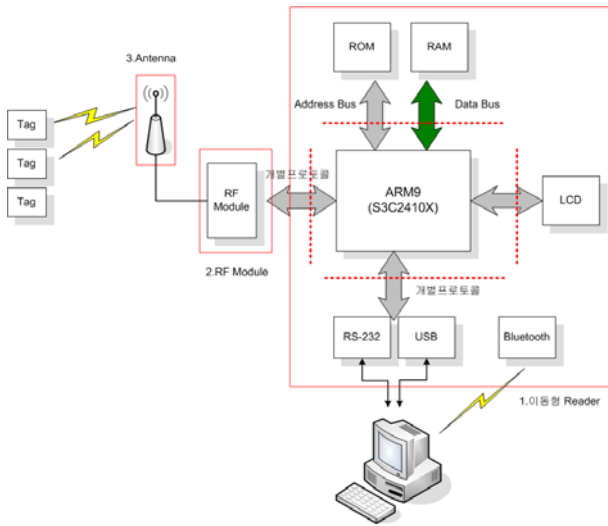 ROM
RAM
3.Antenna
Address Bus
Data Bus
Tag
Tag
Tag
개별프로토콜
RF
Module
ARM9
(S3C2410X)
LCD
2.RF Module
개별프로토콜
RS-232
USB
Bluetooth
1.이동형 Reader